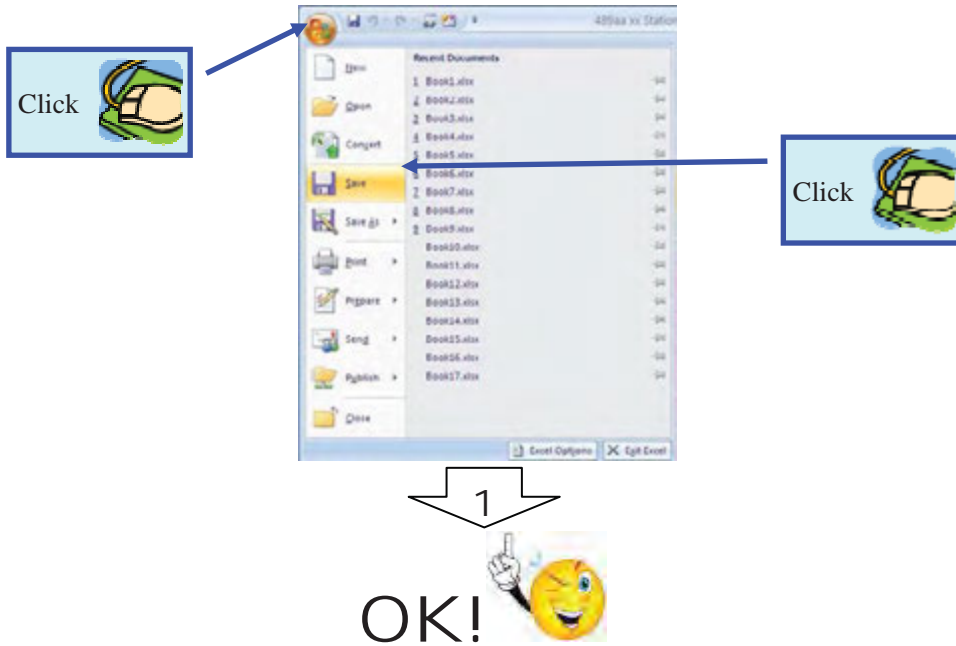 489aa xx Station
Click
New
Open
Convert
Save
Save As
Print
Prepare
Send
Publish
Close
Recent Documents
1 Book1.xlsx
2 Book2.xlsx
3 Book3.xlsx
4 Book4.xlsx
5 Book5.xlsx
6 Book6.xlsx
7 Book7.xlsx
8 Book8.xlsx
9 Book9.xlsx
Book10.xlsx
Book11.xlsx
Book12.xlsx
Book13.xlsx
Book14.xlsx
Book15.xlsx
Book16.xlsx
Book17.xlsx
Click
Excel Options
Exit Excel
1
OK!